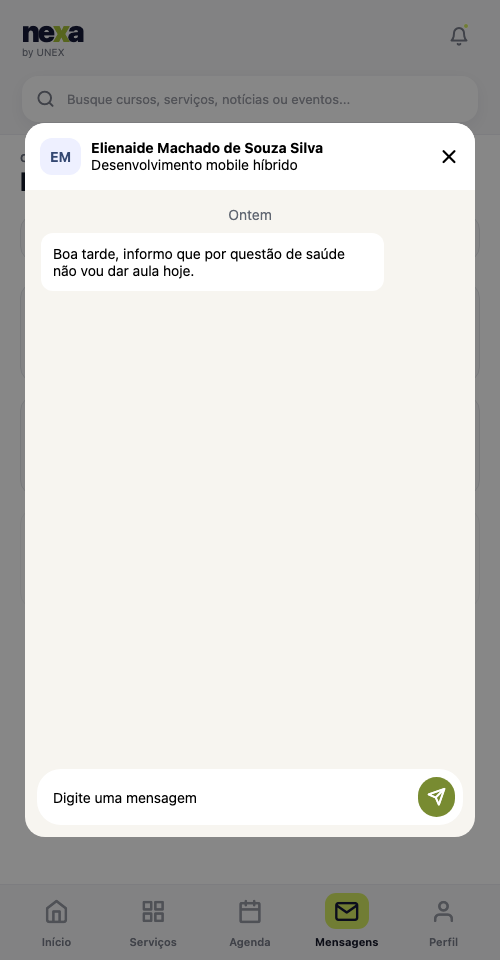 nexa
by UNEX
Busque cursos, serviços, notícias ou eventos...
EM
Elienaide Machado de Souza Silva
Desenvolvimento mobile híbrido
Ontem
Boa tarde, informo que por questão de saúde
não vou dar aula hoje.
Digite uma mensagem
Início
Serviços
Agenda
Mensagens
Perfil